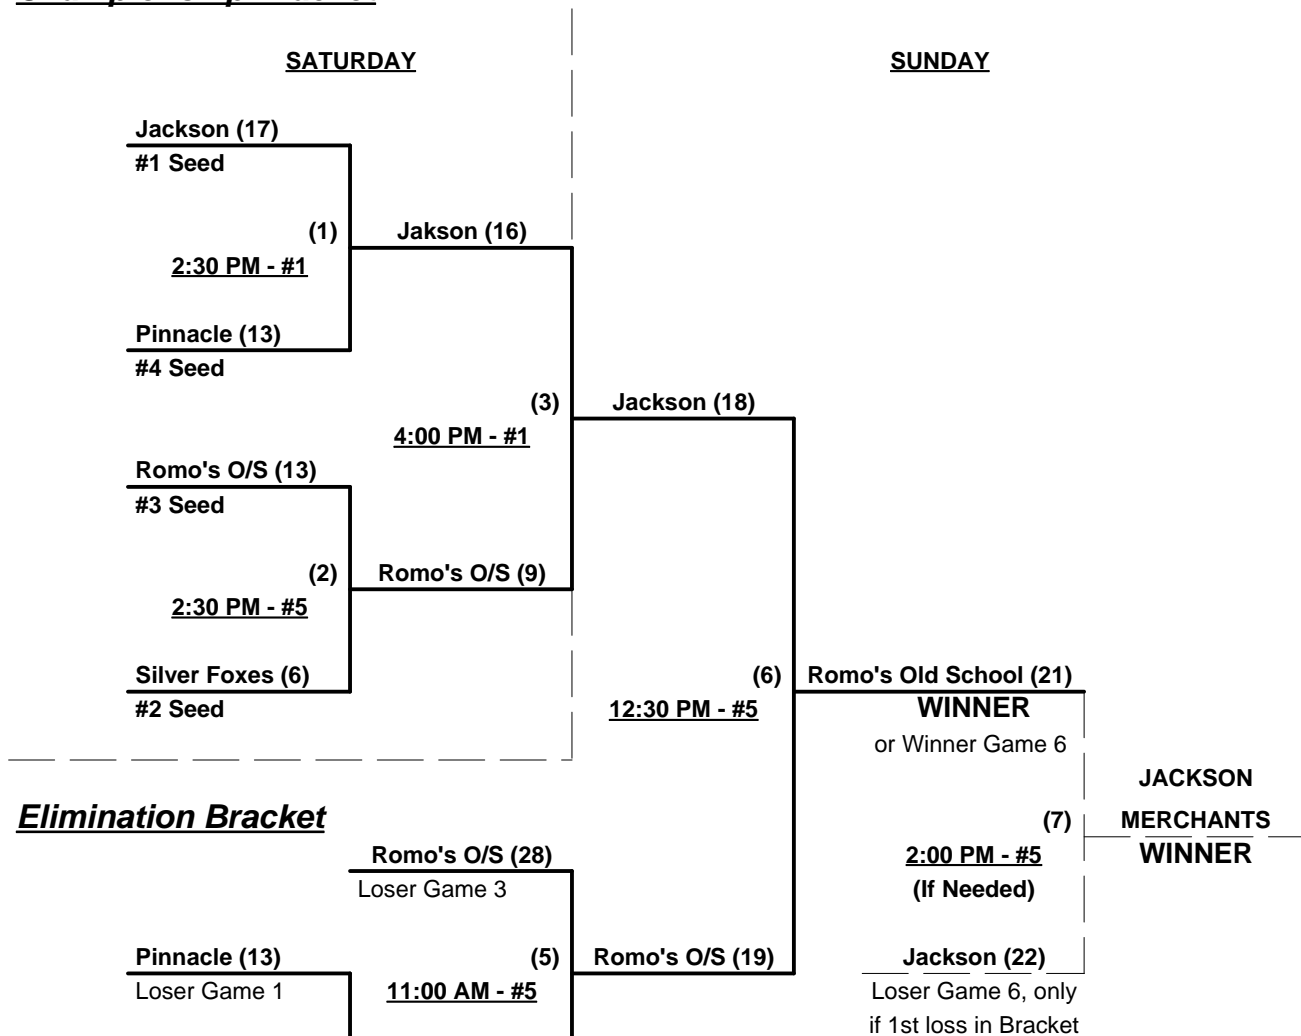 SATURDAY
SUNDAY
Jackson (17)
#1 Seed
(1)
Jakson (16)
2:30 PM - #1
Pinnacle (13)
#4 Seed
(3)
Jackson (18)
4:00 PM - #1
Romo's O/S (13)
#3 Seed
(2)
Romo's O/S (9)
2:30 PM - #5
Silver Foxes (6)
#2 Seed
(6)
Romo's Old School (21)
12:30 PM - #5
WINNER
or Winner Game 6
JACKSON
Elimination Bracket
(7)
MERCHANTS
Romo's O/S (28)
2:00 PM - #5
WINNER
Loser Game 3
(If Needed)
Pinnacle (13)
(5)
Romo's O/S (19)
Jackson (22)
Loser Game 1
11:00 AM - #5
Loser Game 6, only
if 1st loss in Bracket